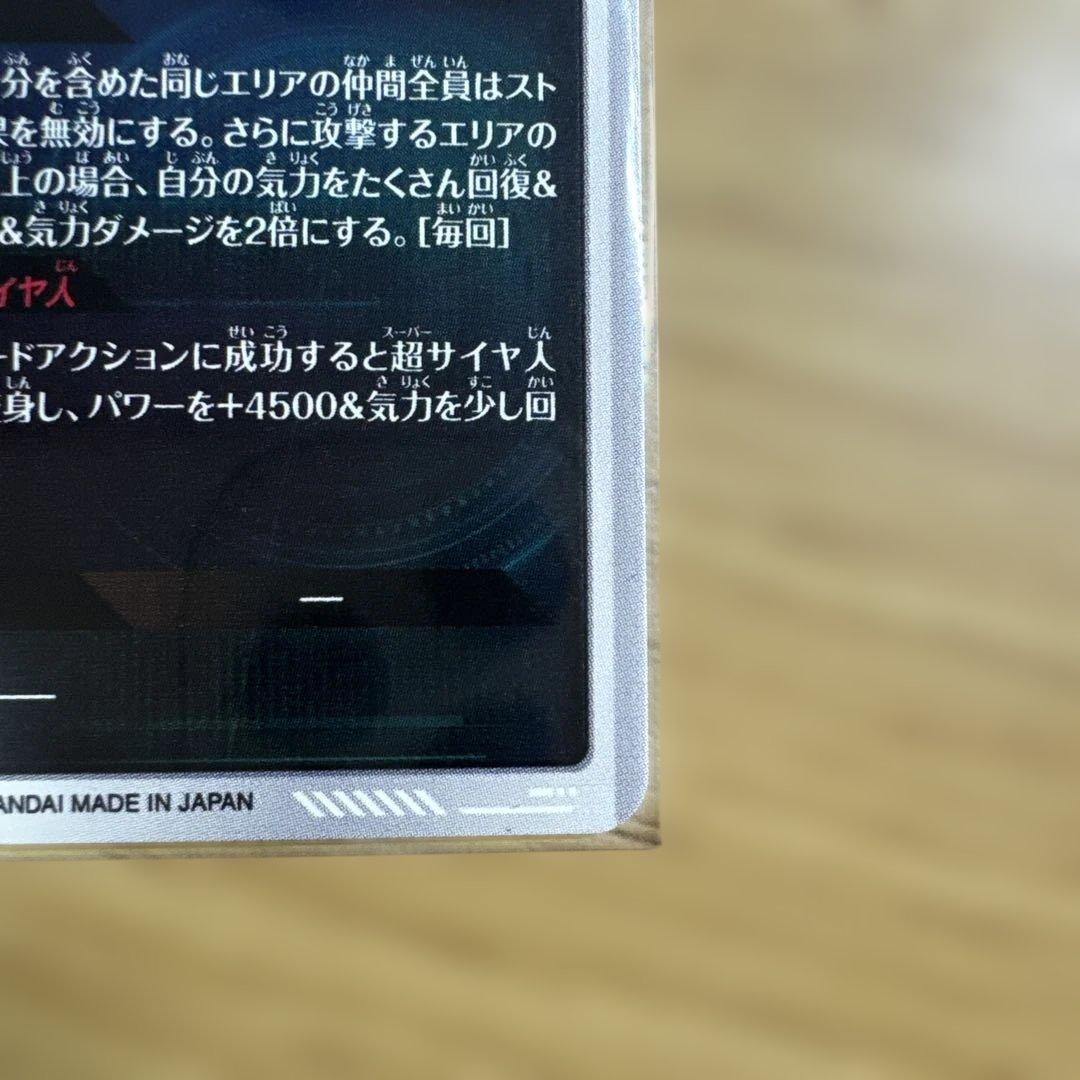 分を含めた同じエリアの仲間全員はスト
を無効にする。さらに攻撃するエリアの
上の場合、自分の気力をたくさん回復&
&気力ダメージを2倍にする。[毎回]
イヤ人
ードアクションに成功すると超サイヤ人
身し、パワーを+4500&気力を少し回
ANDAI MADE IN JAPAN